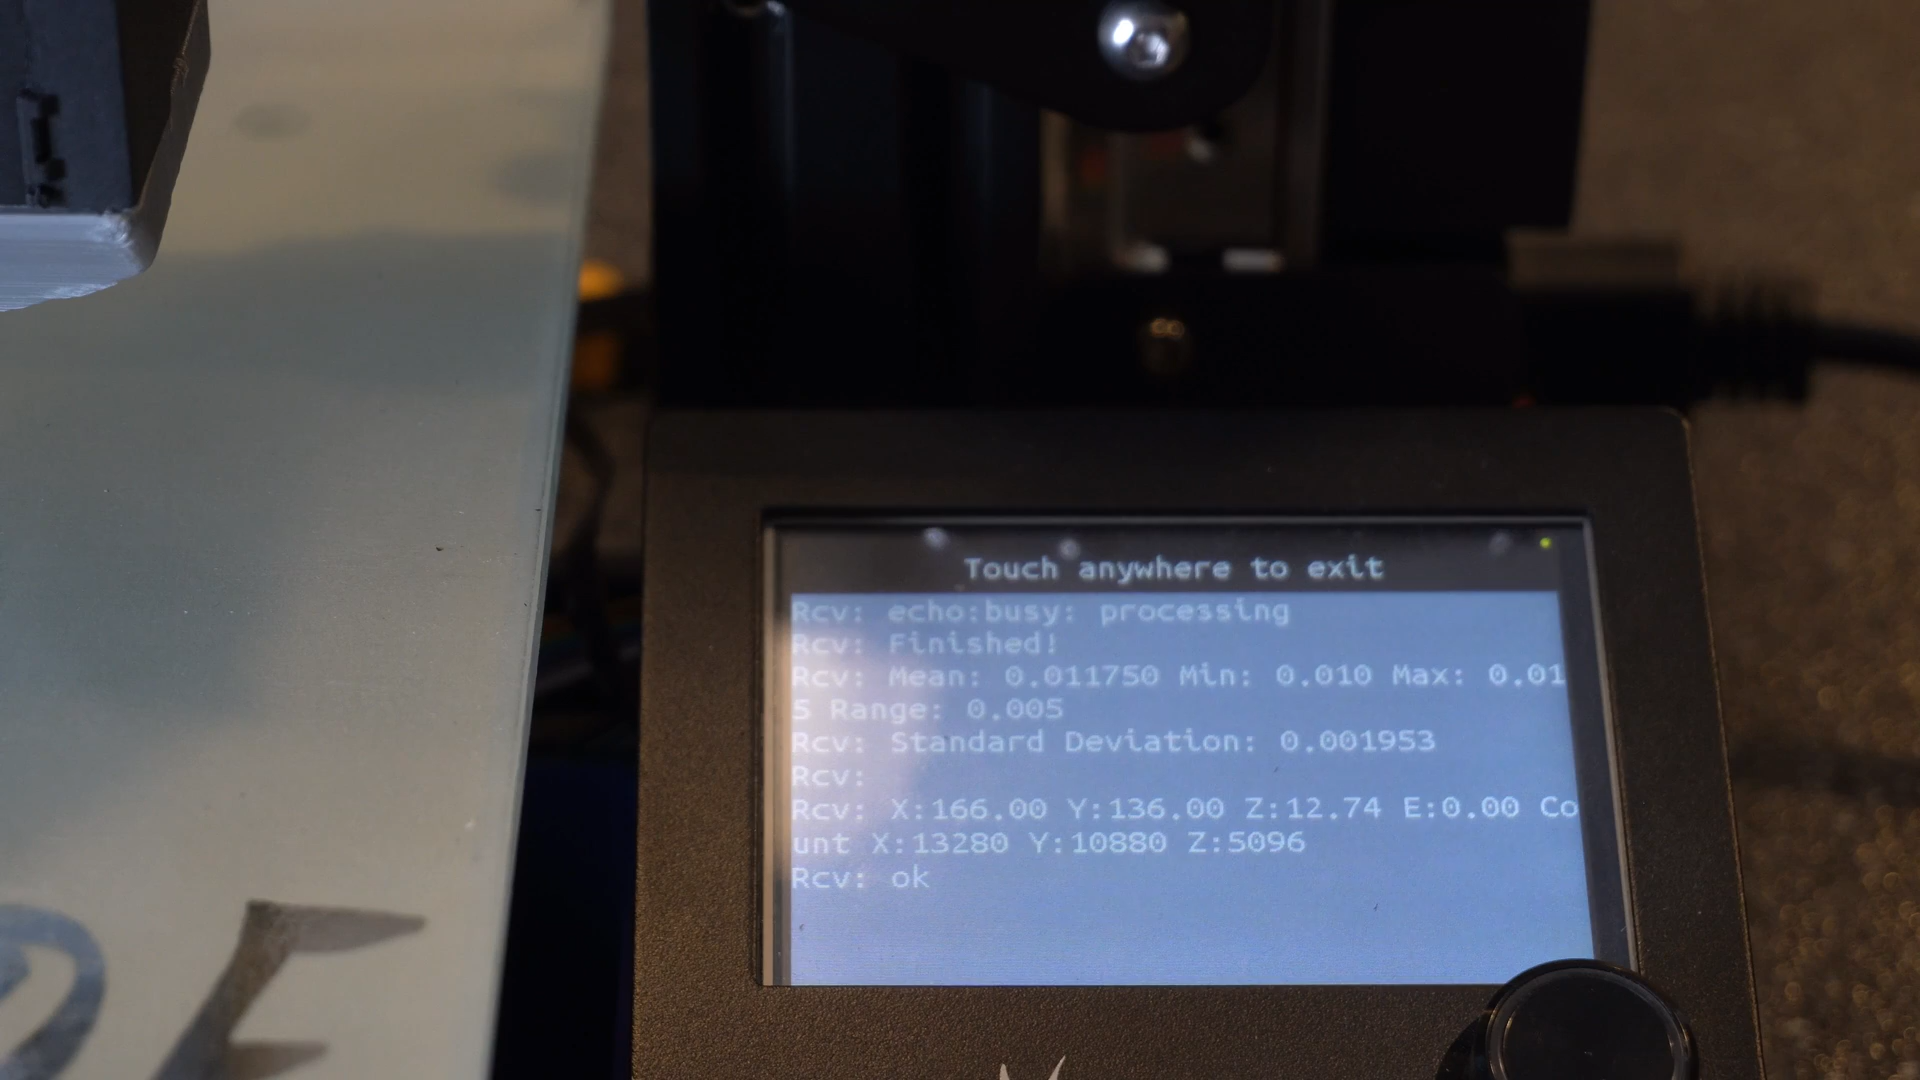 Touch anywhere to exit
Rcv: echo:busy: processing
Rcv: Finished!
Rcv: Mean: 0.011750 Min: 0.010 Max: 0.01
5 Range: 0.005
Rcv: Standard Deviation: 0.001953
Rcv:
Rcv: X:166.00 Y:136.00 Z:12.74 E:0.00 Co
unt X:13280 Y:10880 Z:5096
Rcv: ok